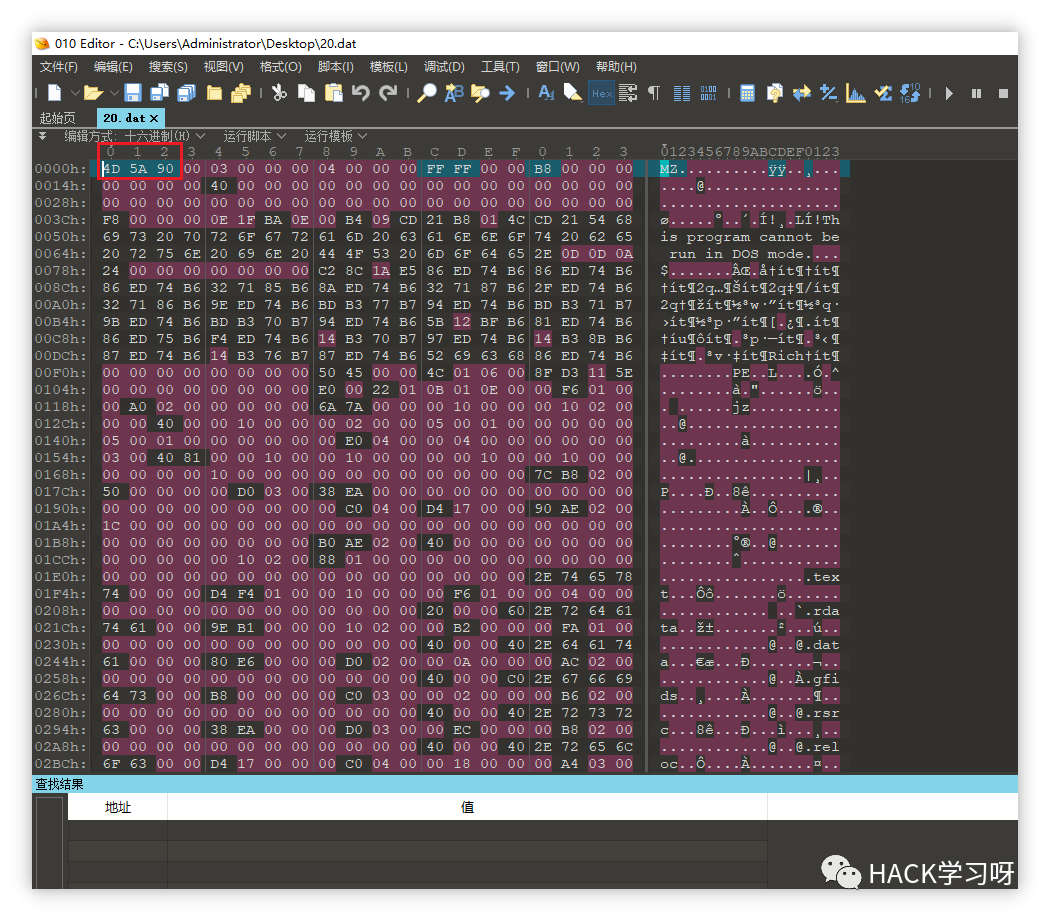 010 Editor - C:\Users\Administrator\Desktop\20.dat
文件(F) 编辑(E) 搜索(S) 视图(V) 格式(O) 脚本(I) 模板(L) 调试(D) 工具(T) 窗口(W) 帮助(H)
Hex
起始页 20.dat ×
编辑方式: 十六进制(H) 运行脚本 运行模板
0 1 2 3 4 5 6 7 8 9 A B C D E F 0 1 2 3 0123456789ABCDEF0123
0000h: 4D 5A 90 00 03 00 00 00 04 00 00 00 FF FF 00 00 B8 00 00 00 MZ..........ÿÿ..¸...
0014h: 00 00 00 00 40 00 00 00 00 00 00 00 00 00 00 00 00 00 00 00 ....@...............
0028h: 00 00 00 00 00 00 00 00 00 00 00 00 00 00 00 00 00 00 00 00 ....................
003Ch: F8 00 00 00 0E 1F BA 0E 00 B4 09 CD 21 B8 01 4C CD 21 54 68 ø.....º..´.Í!¸.LÍ!Th
0050h: 69 73 20 70 72 6F 67 72 61 6D 20 63 61 6E 6E 6F 74 20 62 65 is program cannot be
0064h: 20 72 75 6E 20 69 6E 20 44 4F 53 20 6D 6F 64 65 2E 0D 0D 0A run in DOS mode....
0078h: 24 00 00 00 00 00 00 00 C2 8C 1A E5 86 ED 74 B6 86 ED 74 B6 $.......ÂŒ.å†ít¶†ít¶
008Ch: 86 ED 74 B6 32 71 85 B6 8A ED 74 B6 32 71 87 B6 2F ED 74 B6 †ít¶2q…¶Šít¶2q‡¶/ít¶
00A0h: 32 71 86 B6 9E ED 74 B6 BD B3 77 B7 94 ED 74 B6 BD B3 71 B7 2q†¶žít¶½³w·”ít¶½³q·
00B4h: 9B ED 74 B6 BD B3 70 B7 94 ED 74 B6 5B 12 BF B6 81 ED 74 B6 ›ít¶½³p·”ít¶[.¿¶.ít¶
00C8h: 86 ED 75 B6 F4 ED 74 B6 14 B3 70 B7 97 ED 74 B6 14 B3 8B B6 †íu¶ôít¶.³p·—ít¶.³‹¶
00DCh: 87 ED 74 B6 14 B3 76 B7 87 ED 74 B6 52 69 63 68 86 ED 74 B6 ‡ít¶.³v·‡ít¶Rich†ít¶
00F0h: 00 00 00 00 00 00 00 00 50 45 00 00 4C 01 06 00 8F D3 11 5E ........PE..L....Ó.^
0104h: 00 00 00 00 00 00 00 00 E0 00 22 01 0B 01 0E 00 00 F6 01 00 ........à."......ö..
0118h: 00 A0 02 00 00 00 00 00 6A 7A 00 00 00 10 00 00 00 10 02 00 . ......jz..........
012Ch: 00 00 40 00 00 10 00 00 00 02 00 00 05 00 01 00 00 00 00 00 ..@.................
0140h: 05 00 01 00 00 00 00 00 00 E0 04 00 00 04 00 00 00 00 00 00 .........à..........
0154h: 03 00 40 81 00 00 10 00 00 10 00 00 00 00 10 00 00 10 00 00 ..@.................
0168h: 00 00 00 00 10 00 00 00 00 00 00 00 00 00 00 00 7C B8 02 00 ................|¸..
017Ch: 50 00 00 00 00 D0 03 00 38 EA 00 00 00 00 00 00 00 00 00 00 P....Ð..8ê..........
0190h: 00 00 00 00 00 00 00 00 00 C0 04 00 D4 17 00 00 90 AE 02 00 .........À..Ô....®..
01A4h: 1C 00 00 00 00 00 00 00 00 00 00 00 00 00 00 00 00 00 00 00 ....................
01B8h: 00 00 00 00 00 00 00 00 B0 AE 02 00 40 00 00 00 00 00 00 00 ........°®..@.......
01CCh: 00 00 00 00 00 10 02 00 88 01 00 00 00 00 00 00 00 00 00 00 ........ˆ...........
01E0h: 00 00 00 00 00 00 00 00 00 00 00 00 00 00 00 00 2E 74 65 78 .................tex
01F4h: 74 00 00 00 D4 F4 01 00 00 10 00 00 00 F6 01 00 00 04 00 00 t...Ôô.......ö......
0208h: 00 00 00 00 00 00 00 00 00 00 00 00 20 00 00 60 2E 72 64 61 ............ ..`.rda
021Ch: 74 61 00 00 9E B1 00 00 00 10 02 00 00 B2 00 00 00 FA 01 00 ta..ž±.......²...ú..
0230h: 00 00 00 00 00 00 00 00 00 00 00 00 40 00 00 40 2E 64 61 74 ............@..@.dat
0244h: 61 00 00 00 80 E6 00 00 00 D0 02 00 00 0A 00 00 00 AC 02 00 a...€æ...Ð.......¬..
0258h: 00 00 00 00 00 00 00 00 00 00 00 00 40 00 00 C0 2E 67 66 69 ............@..À.gfi
026Ch: 64 73 00 00 B8 00 00 00 00 C0 03 00 00 02 00 00 00 B6 02 00 ds..¸....À.......¶..
0280h: 00 00 00 00 00 00 00 00 00 00 00 00 40 00 00 40 2E 72 73 72 ............@..@.rsr
0294h: 63 00 00 00 38 EA 00 00 00 D0 03 00 00 EC 00 00 00 B8 02 00 c...8ê...Ð...ì...¸..
02A8h: 00 00 00 00 00 00 00 00 00 00 00 00 40 00 00 40 2E 72 65 6C ............@..@.rel
02BCh: 6F 63 00 00 D4 17 00 00 00 C0 04 00 00 18 00 00 00 A4 03 00 oc..Ô....À.......¤..
查找结果
地址 值
HACK学习呀